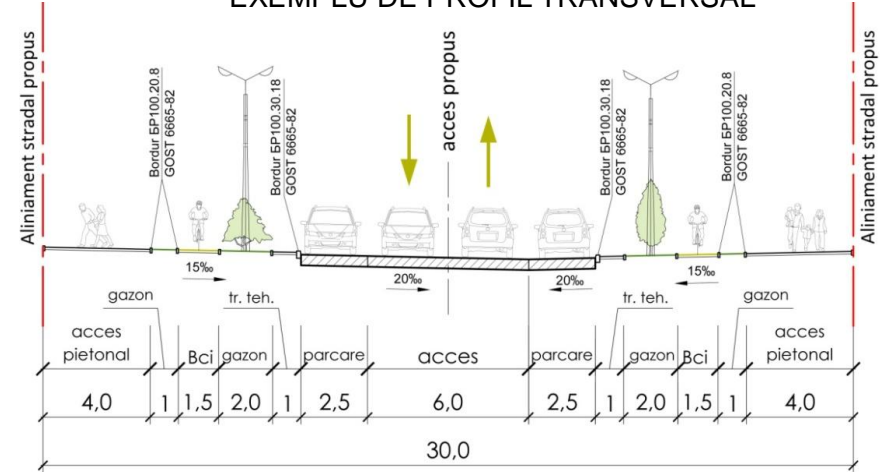 EXEMPLU DE PROFIL TRANSVERSAL
Aliniament stradal propus
Bordur БР100.20.8
GOST 6665-82
Bordur БР100.30.18
GOST 6665-82
acces propus
Bordur БР100.30.18
GOST 6665-82
Bordur БР100.20.8
GOST 6665-82
Aliniament stradal propus
15‰ 20‰ 20‰ 15‰
gazon tr. teh. tr. teh. gazon
acces pietonal Bci gazon parcare acces parcare gazon Bci acces pietonal
4,0 1 1,5 2,0 1 2,5 6,0 2,5 1 2,0 1,5 1 4,0
30,0